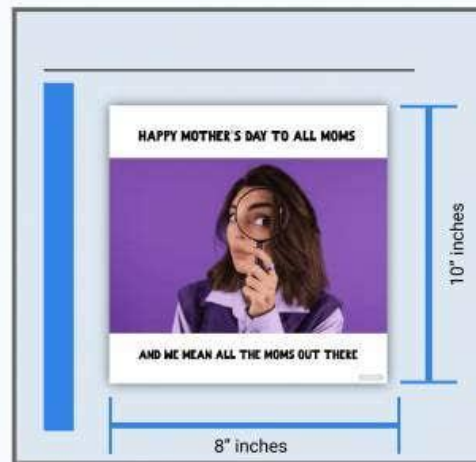 HAPPY MOTHER'S DAY TO ALL MOMS
AND WE MEAN ALL THE MOMS OUT THERE
10” inches
8” inches